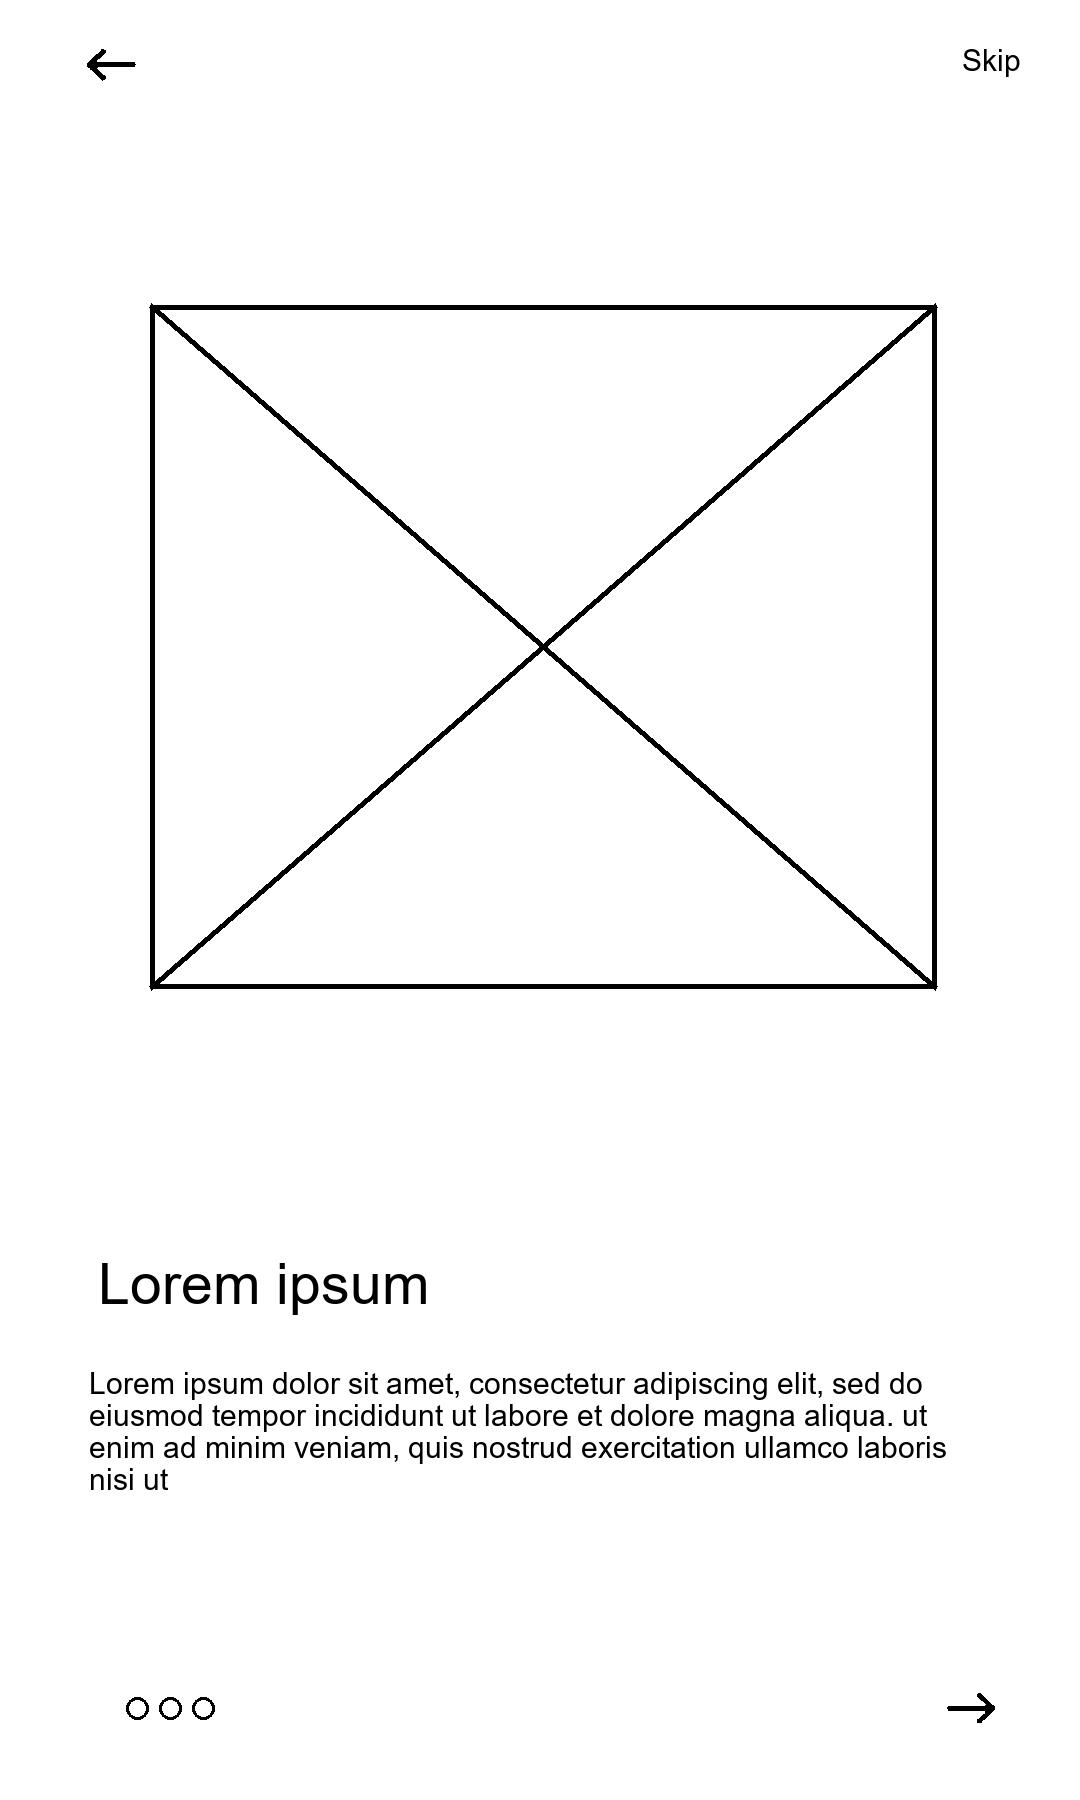 Skip
Lorem ipsum
Lorem ipsum dolor sit amet, consectetur adipiscing elit, sed do
eiusmod tempor incididunt ut labore et dolore magna aliqua. ut
enim ad minim veniam, quis nostrud exercitation ullamco laboris
nisi ut